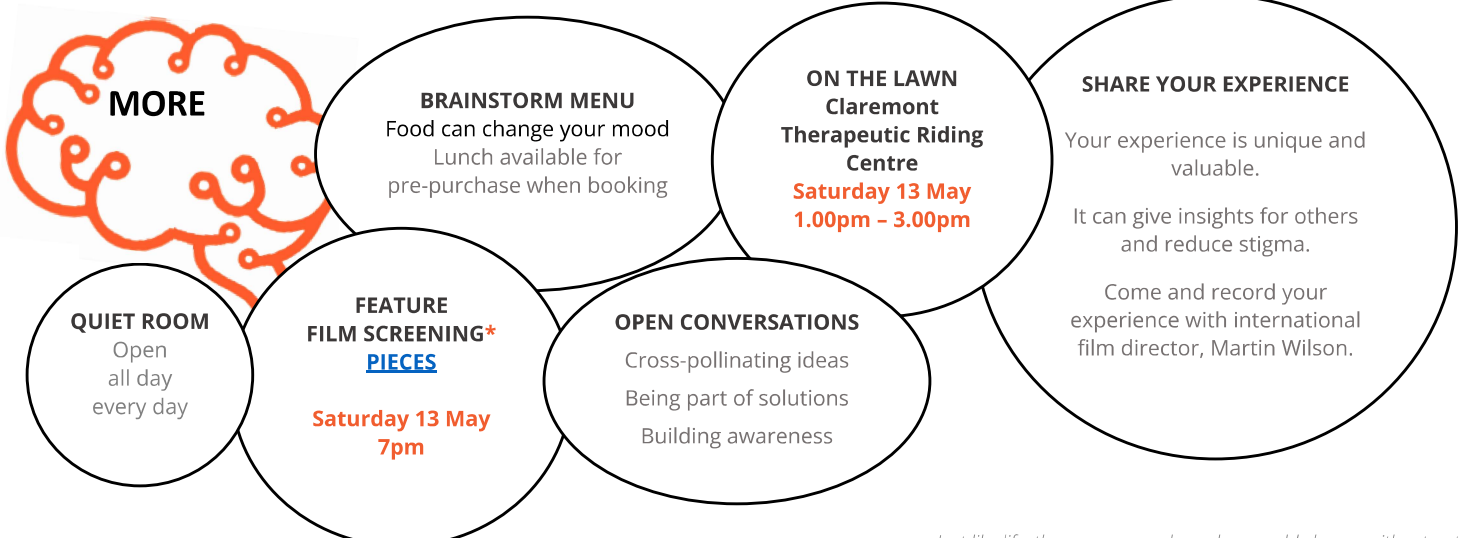 MORE
BRAINSTORM MENU
Food can change your mood
Lunch available for
pre-purchase when booking
ON THE LAWN
Claremont
Therapeutic Riding
Centre
Saturday 13 May
1.00pm – 3.00pm
SHARE YOUR EXPERIENCE
Your experience is unique and
valuable.
It can give insights for others
and reduce stigma.
Come and record your
experience with international
film director, Martin Wilson.
QUIET ROOM
Open
all day
every day
FEATURE
FILM SCREENING*
PIECES
Saturday 13 May
7pm
OPEN CONVERSATIONS
Cross-pollinating ideas
Being part of solutions
Building awareness